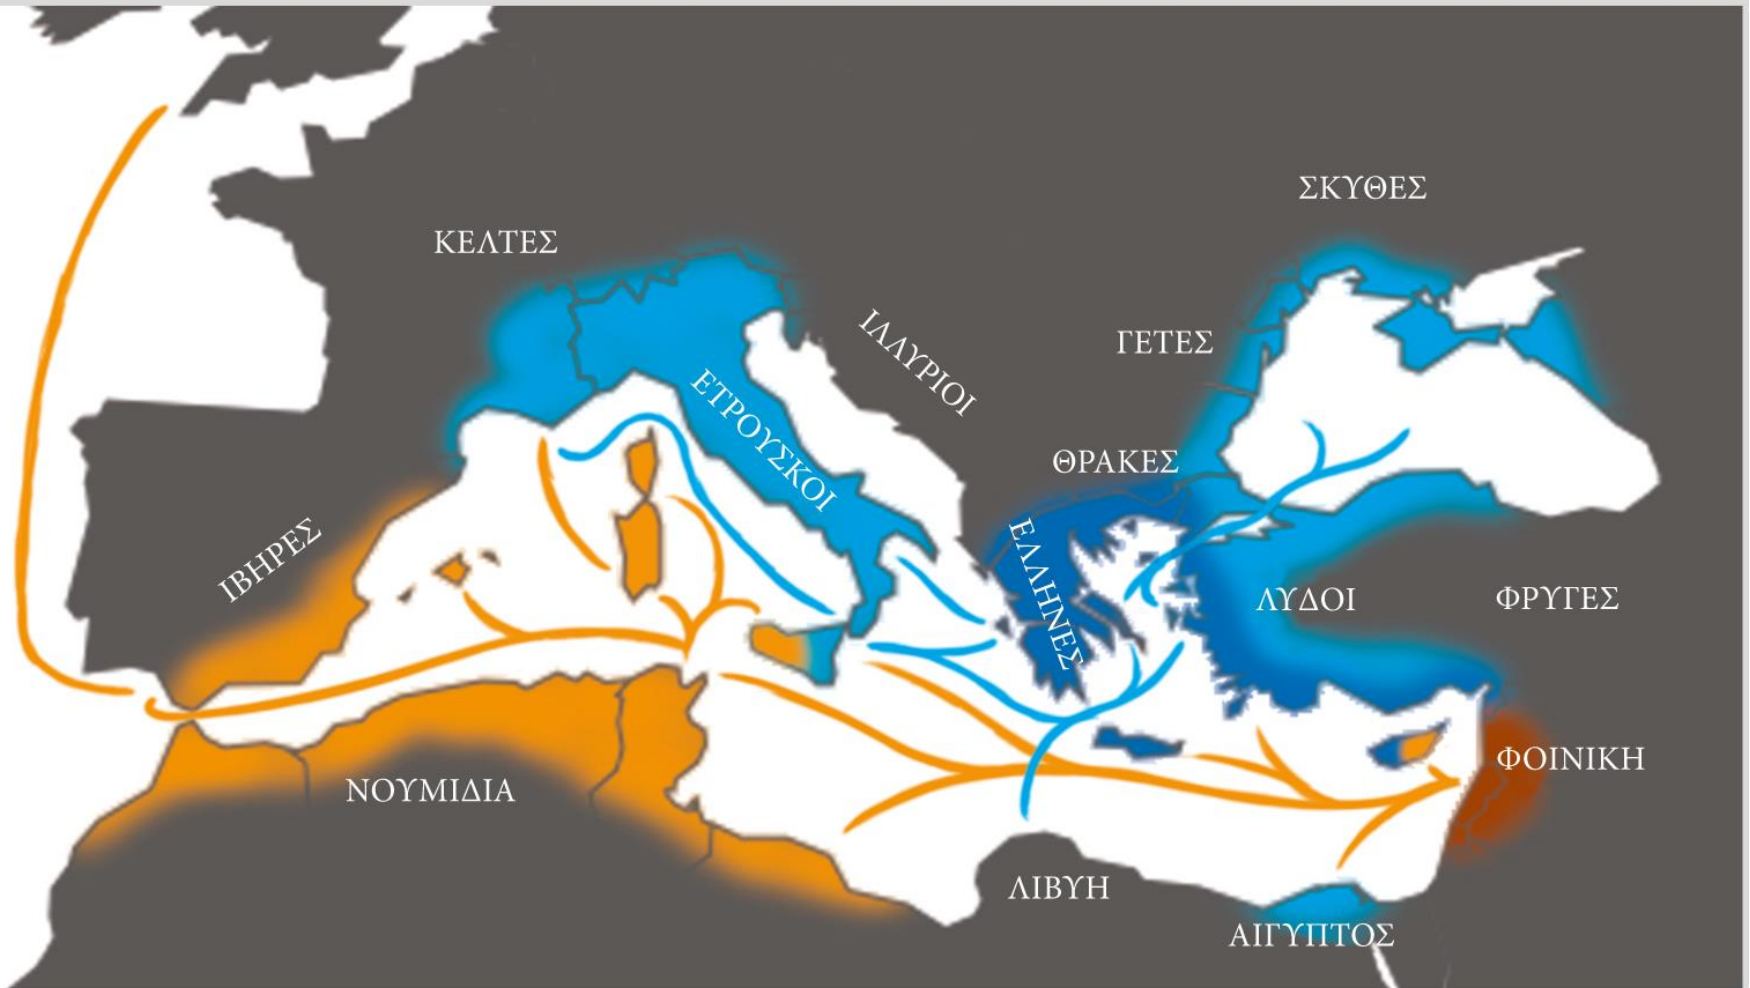 ΣΚΥΘΕΣ
ΚΕΛΤΕΣ
ΙΛΛΥΡΙΟΙ
ΓΕΤΕΣ
ΕΤΡΟΥΣΚΟΙ
ΘΡΑΚΕΣ
ΙΒΗΡΕΣ
ΕΛΛΗΝΕΣ
ΛΥΔΟΙ
ΦΡΥΓΕΣ
ΦΟΙΝΙΚΗ
ΝΟΥΜΙΔΙΑ
ΛΙΒΥΗ
ΑΙΓΥΠΤΟΣ